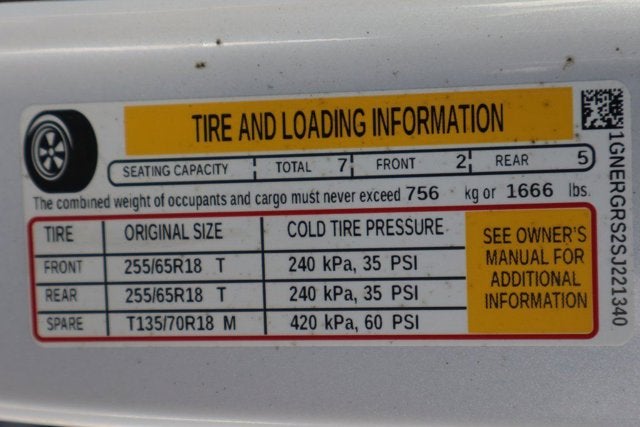 TIRE AND LOADING INFORMATION
SEATING CAPACITY TOTAL 7 FRONT 2 REAR 5
The combined weight of occupants and cargo must never exceed 756 kg or 1666 lbs.
TIRE ORIGINAL SIZE COLD TIRE PRESSURE
FRONT 255/65R18 T 240 kPa, 35 PSI
REAR 255/65R18 T 240 kPa, 35 PSI
SPARE T135/70R18 M 420 kPa, 60 PSI
SEE OWNER'S
MANUAL FOR
ADDITIONAL
INFORMATION
1GNERGRS2SJ221340